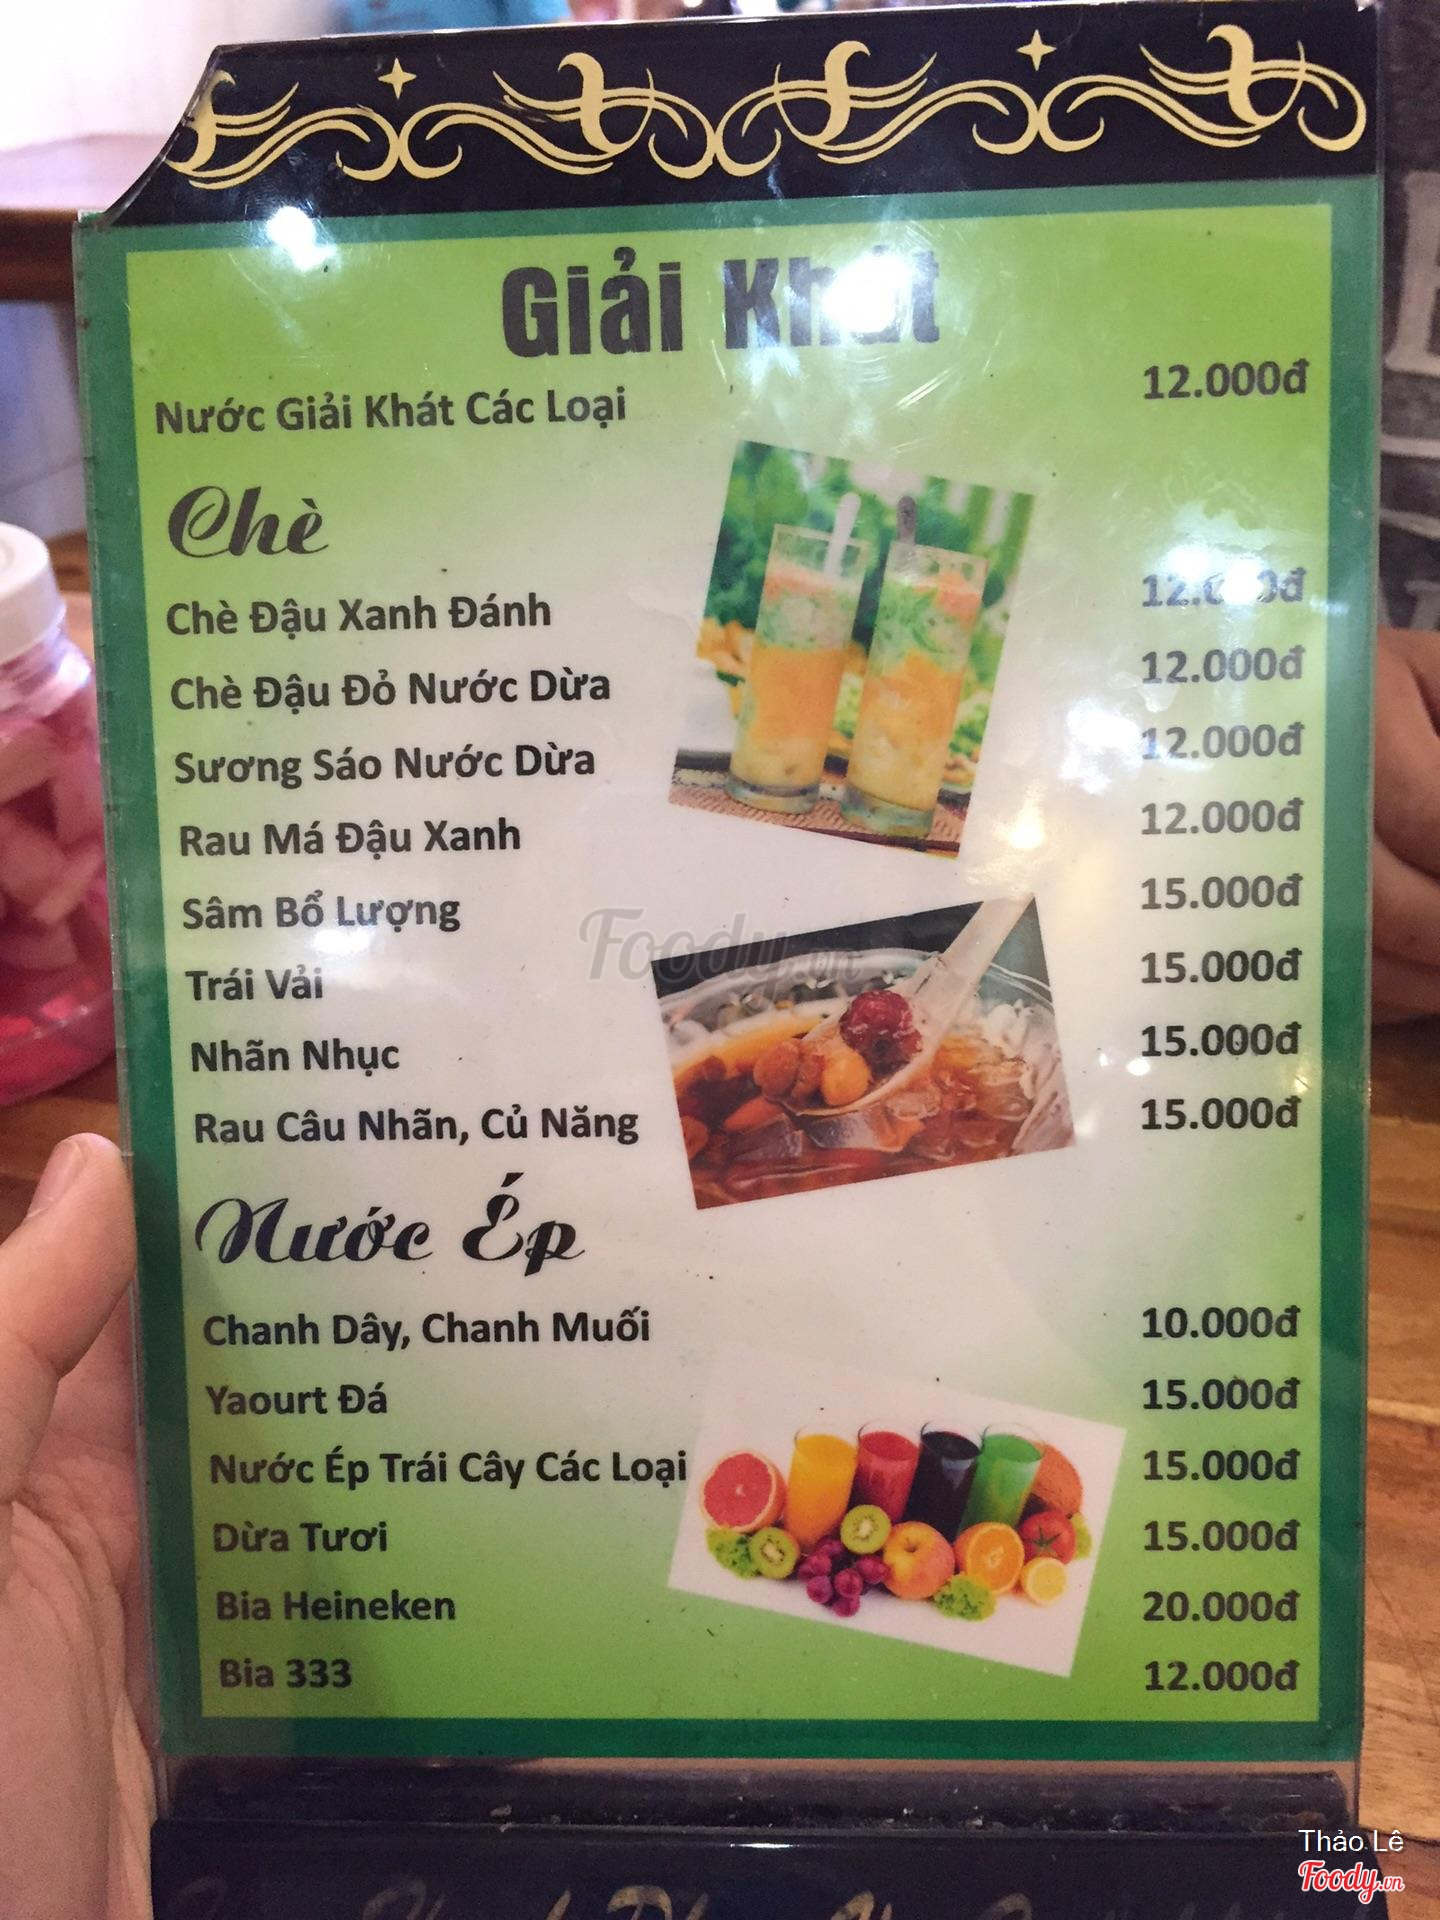 Giải Khát
Nước Giải Khát Các Loại 12.000đ
Chè
Chè Đậu Xanh Đánh 12.000đ
Chè Đậu Đỏ Nước Dừa 12.000đ
Sương Sáo Nước Dừa 12.000đ
Rau Má Đậu Xanh 12.000đ
Sâm Bổ Lượng 15.000đ
Trái Vải 15.000đ
Nhãn Nhục 15.000đ
Rau Câu Nhãn, Củ Năng 15.000đ
Foody.vn
Nước Ép
Chanh Dây, Chanh Muối 10.000đ
Yaourt Đá 15.000đ
Nước Ép Trái Cây Các Loại 15.000đ
Dừa Tươi 15.000đ
Bia Heineken 20.000đ
Bia 333 12.000đ
Thảo Lê
Foody.vn